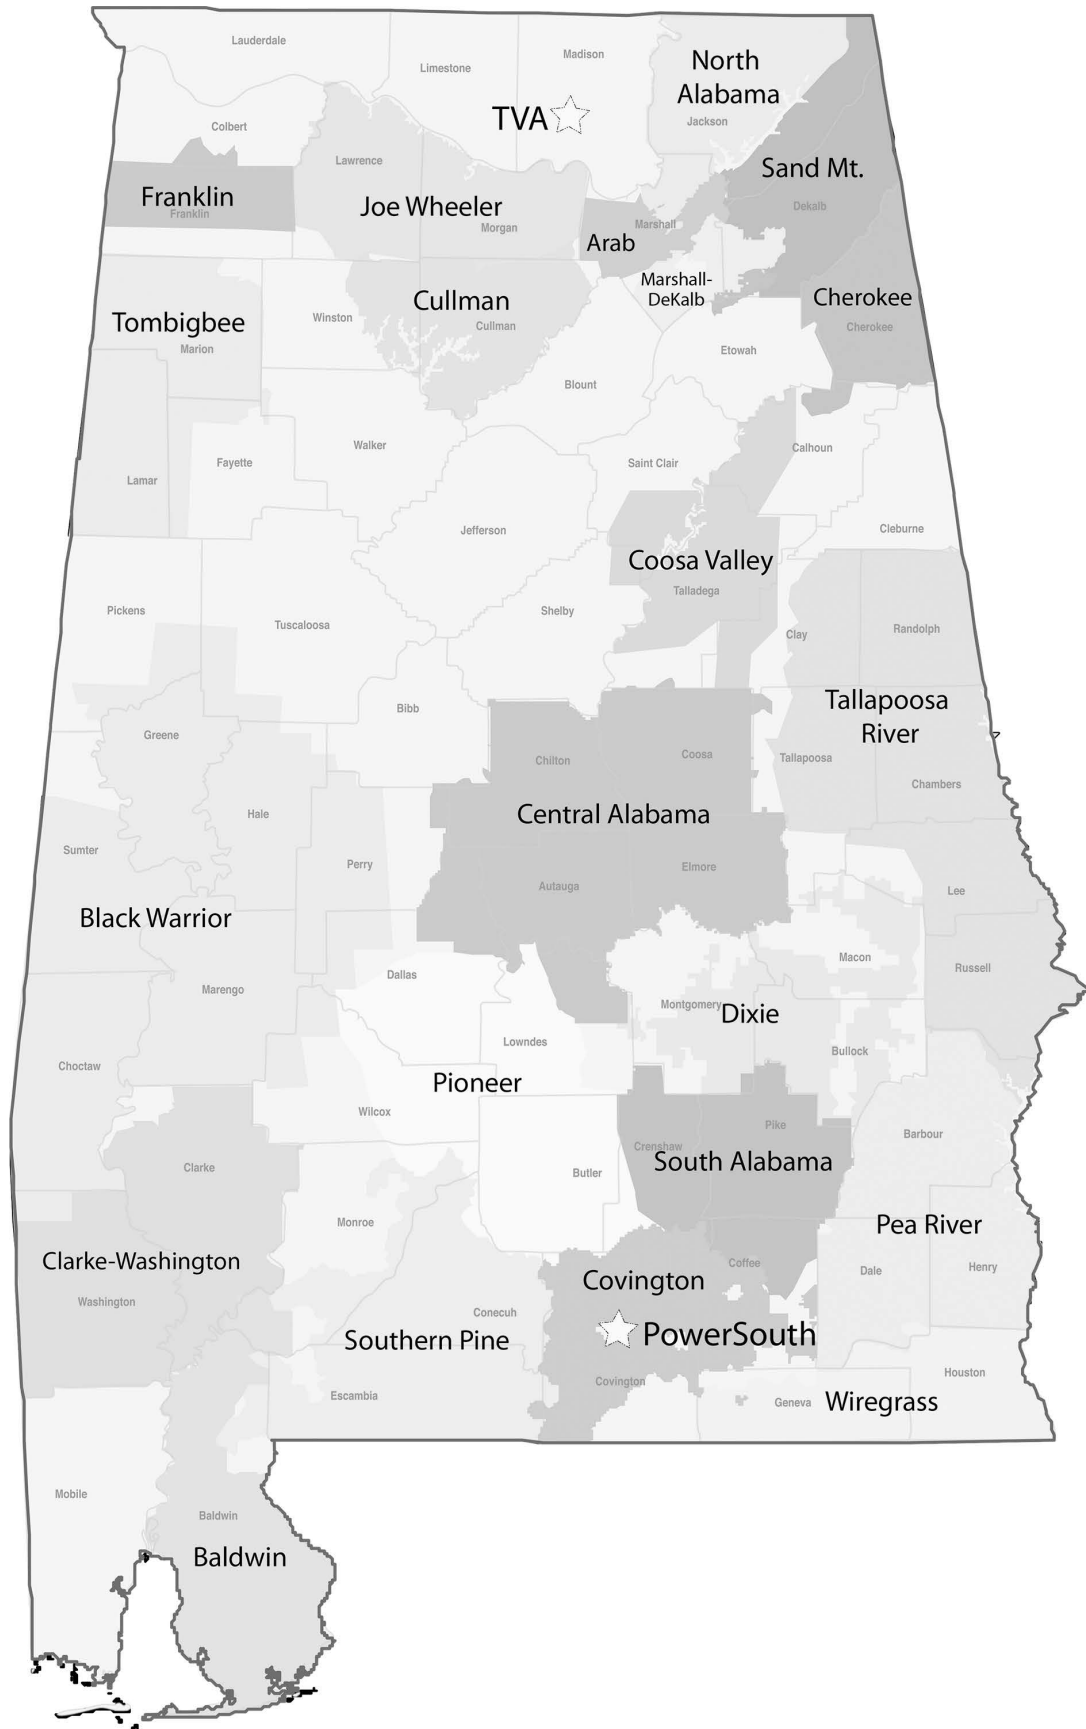 Lauderdale
Limestone
Madison
North
Alabama
Jackson
TVA
Colbert
Lawrence
Sand Mt.
Franklin
Franklin
Joe Wheeler
Morgan
Dekalb
Marshall
Arab
Marshall-
DeKalb
Cherokee
Cherokee
Cullman
Cullman
Tombigbee
Marion
Winston
Etowah
Blount
Walker
Calhoun
Fayette
Saint Clair
Lamar
Jefferson
Cleburne
Coosa Valley
Talladega
Pickens
Shelby
Tuscaloosa
Clay
Randolph
Tallapoosa
River
Bibb
Greene
Chilton
Coosa
Tallapoosa
Chambers
Central Alabama
Hale
Sumter
Perry
Elmore
Autauga
Lee
Black Warrior
Macon
Russell
Dallas
Marengo
Montgomery
Dixie
Lowndes
Bullock
Choctaw
Pioneer
Wilcox
Pike
Barbour
Crenshaw
South Alabama
Clarke
Butler
Monroe
Pea River
Clarke-Washington
Coffee
Dale
Henry
Covington
Washington
Conecuh
Southern Pine
PowerSouth
Houston
Covington
Escambia
Geneva
Wiregrass
Mobile
Baldwin
Baldwin